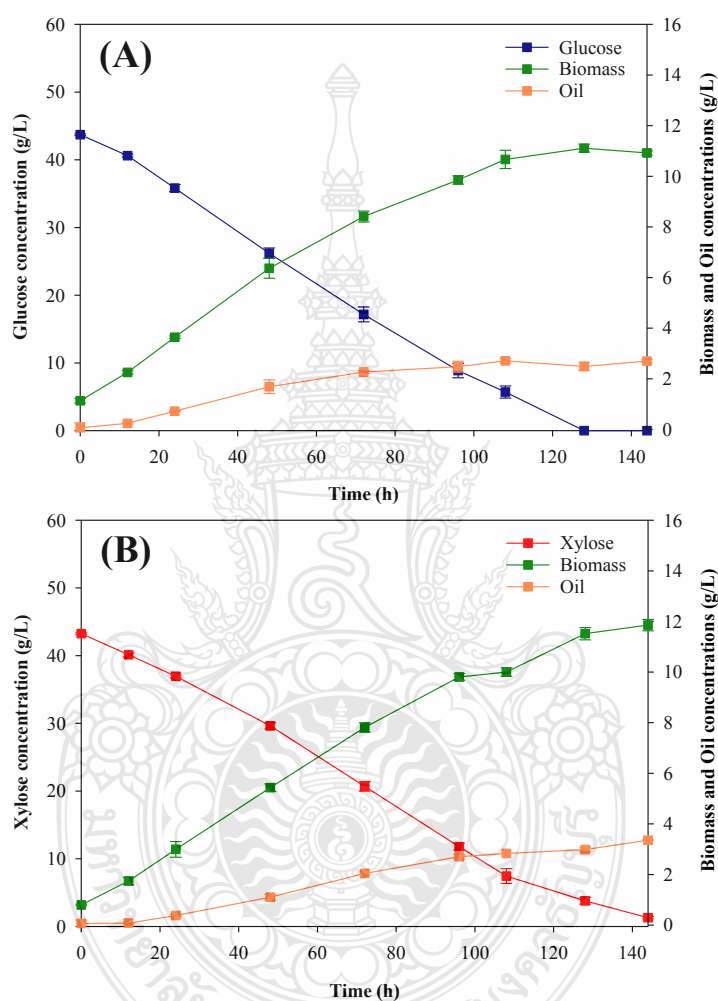 (A)
Glucose
Biomass
Oil
Glucose concentration (g/L)
60
50
40
30
20
10
0
16
14
12
10
8
6
4
2
0
Biomass and Oil concentrations (g/L)
0 20 40 60 80 100 120 140
Time (h)
(B)
Xylose
Biomass
Oil
Xylose concentration (g/L)
60
50
40
30
20
10
0
16
14
12
10
8
6
4
2
0
Biomass and Oil concentrations (g/L)
0 20 40 60 80 100 120 140
Time (h)